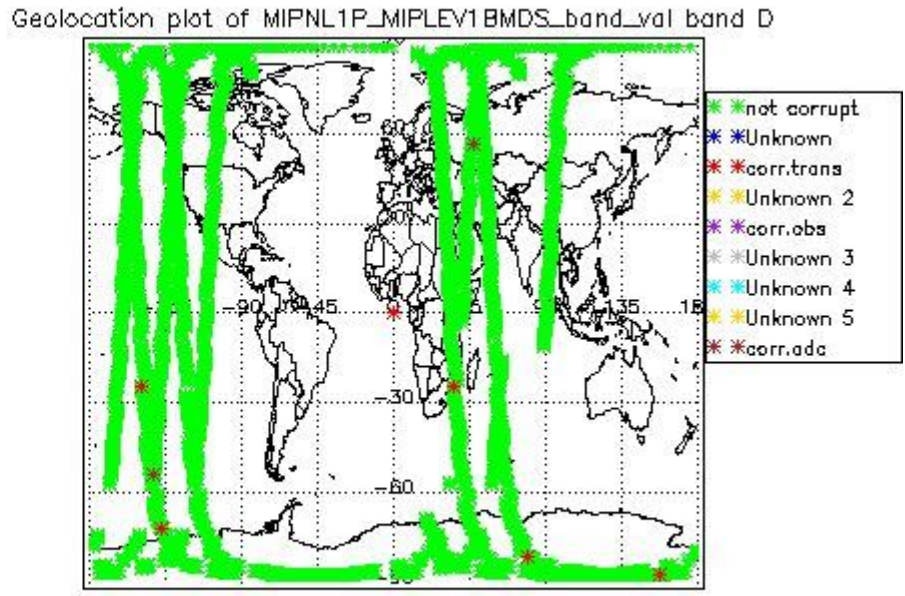 Geolocation plot of MIPNL1P_MIPLEV1BMDS_band_val band D
not corrupt
Unknown
corr.trans
Unknown 2
corr.obs
Unknown 3
Unknown 4
Unknown 5
corr.adc
-90
45
-30
-60